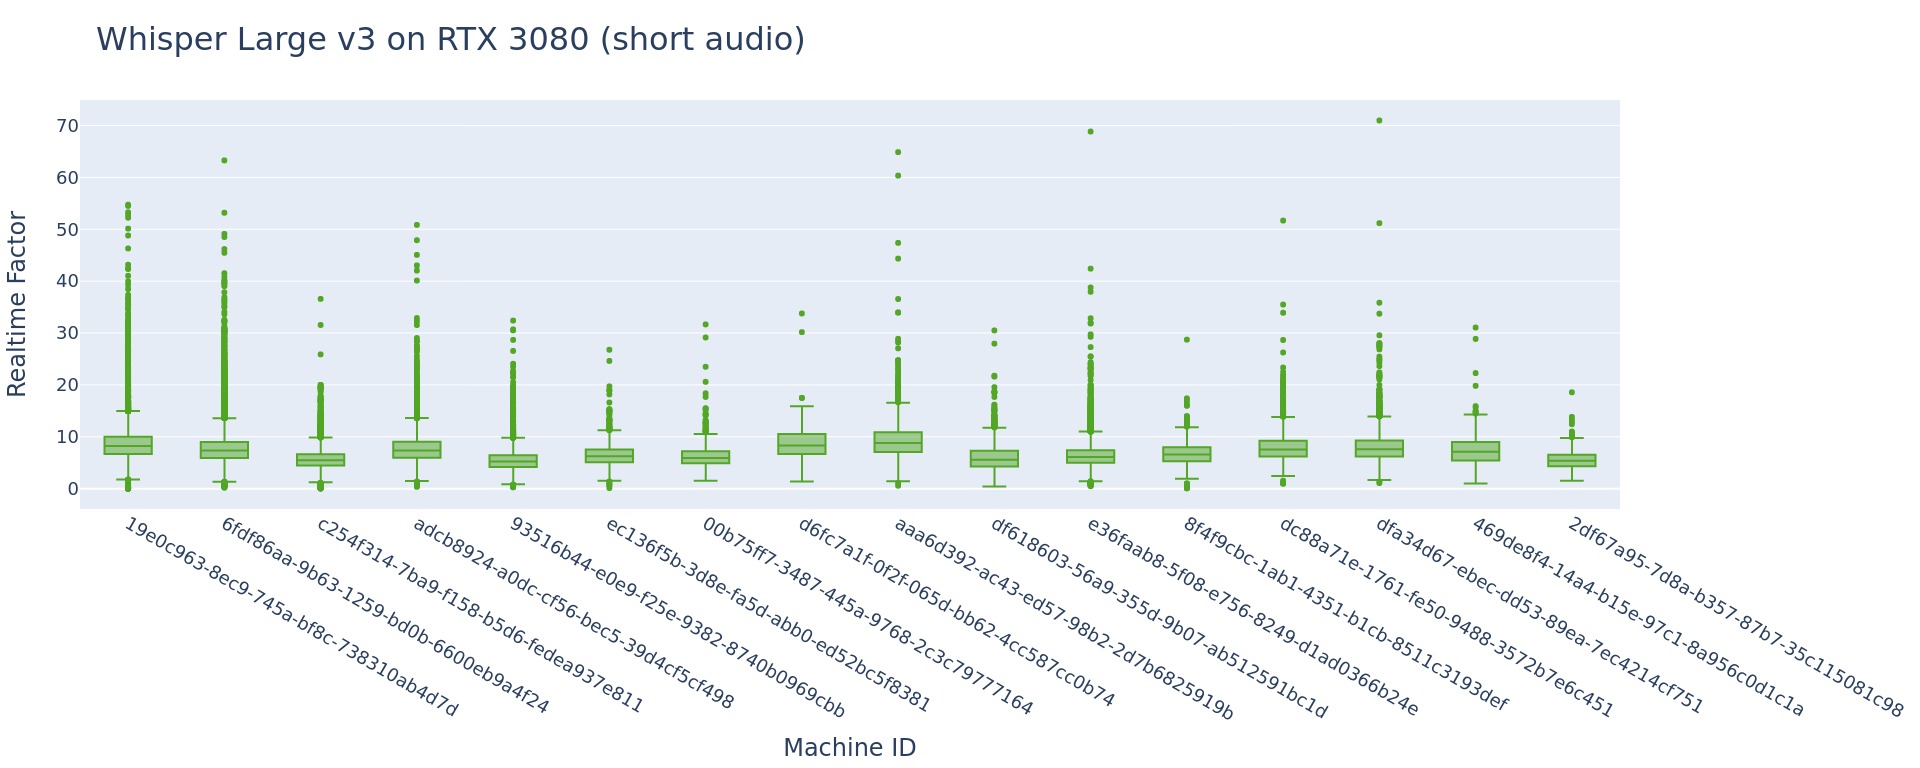 Whisper Large v3 on RTX 3080 (short audio)
Realtime Factor
70
60
50
40
30
20
10
0
19e0c963-8ec9-745a-bf8c-738310ab4d7d
6fdf86aa-9b63-1259-bd0b-6600eb9a4f24
c254f314-7ba9-f158-b5d6-fedea937e811
adcb8924-a0dc-cf56-bec5-39d4cf5cf498
93516b44-e0e9-f25e-9382-8740b0969cbb
ec136f5b-3d8e-fa5d-abb0-ed52bc5f8381
00b75ff7-3487-445a-9768-2c3c79777164
d6fc7a1f-0f2f-065d-bb62-4cc587cc0b74
aaa6d392-ac43-ed57-98b2-2d7b6825919b
df618603-56a9-355d-9b07-ab512591bc1d
e36faab8-5f08-e756-8249-d1ad0366b24e
8f4f9cbc-1ab1-4351-b1cb-8511c3193def
dc88a71e-1761-fe50-9488-3572b7e6c451
dfa34d67-ebec-dd53-89ea-7ec4214cf751
469de8f4-14a4-b15e-97c1-8a956c0d1c1a
2df67a95-7d8a-b357-87b7-35c115081c98
Machine ID